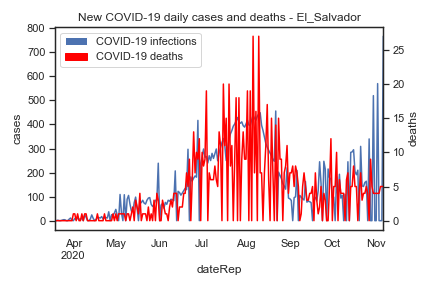 New COVID-19 daily cases and deaths - El_Salvador
COVID-19 infections
COVID-19 deaths
800
700
600
500
400
300
200
100
0
cases
25
20
15
10
5
0
deaths
Apr May Jun Jul Aug Sep Oct Nov
2020
dateRep